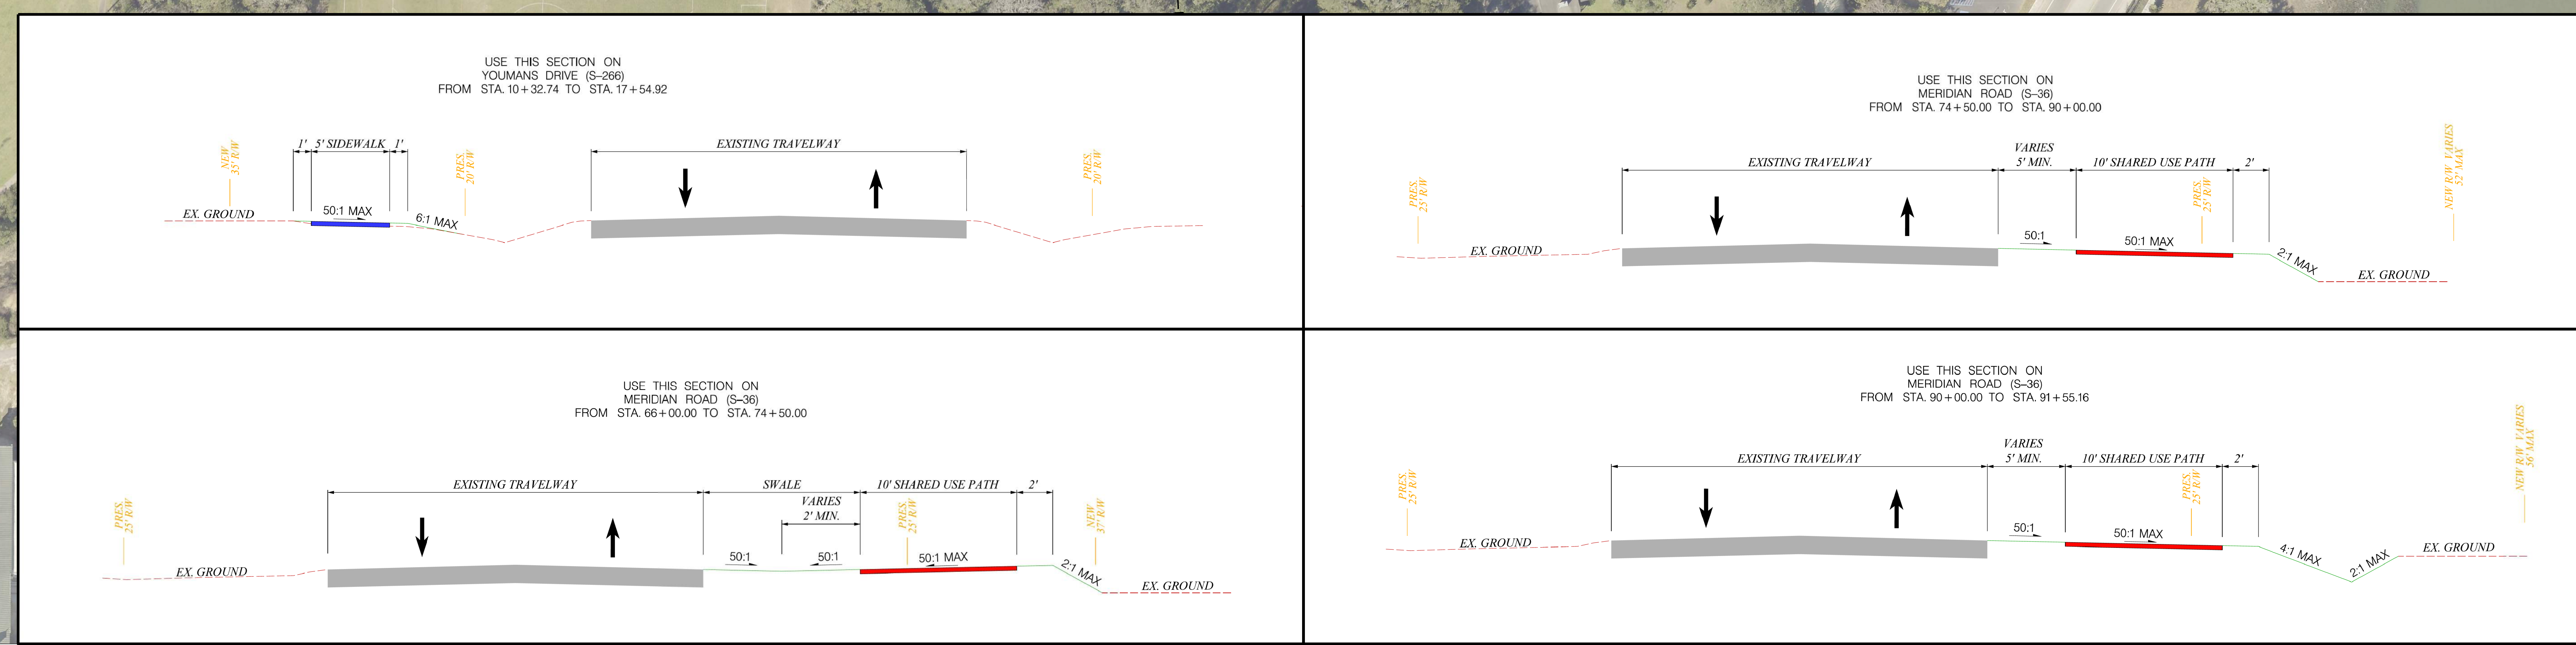 USE THIS SECTION ON
YOUMANS DRIVE (S-266)
FROM STA. 10+32.74 TO STA. 17+54.92
NEW
35' R/W
1' 5' SIDEWALK 1'
PRES.
20' R/W
EXISTING TRAVELWAY
PRES.
20' R/W
EX. GROUND
50:1 MAX
6:1 MAX
USE THIS SECTION ON
MERIDIAN ROAD (S-36)
FROM STA. 74+50.00 TO STA. 90+00.00
PRES.
25' R/W
EXISTING TRAVELWAY
VARIES
5' MIN.
10' SHARED USE PATH
2'
PRES.
25' R/W
NEW R/W VARIES
52' MAX
EX. GROUND
50:1
50:1 MAX
2:1 MAX
EX. GROUND
USE THIS SECTION ON
MERIDIAN ROAD (S-36)
FROM STA. 66+00.00 TO STA. 74+50.00
PRES.
25' R/W
EXISTING TRAVELWAY
SWALE
VARIES
2' MIN.
10' SHARED USE PATH
2'
PRES.
25' R/W
NEW
37' R/W
EX. GROUND
50:1
50:1
50:1 MAX
2:1 MAX
EX. GROUND
USE THIS SECTION ON
MERIDIAN ROAD (S-36)
FROM STA. 90+00.00 TO STA. 91+55.16
PRES.
25' R/W
EXISTING TRAVELWAY
VARIES
5' MIN.
10' SHARED USE PATH
2'
PRES.
25' R/W
NEW R/W VARIES
56' MAX
EX. GROUND
50:1
50:1 MAX
4:1 MAX
2:1 MAX
EX. GROUND